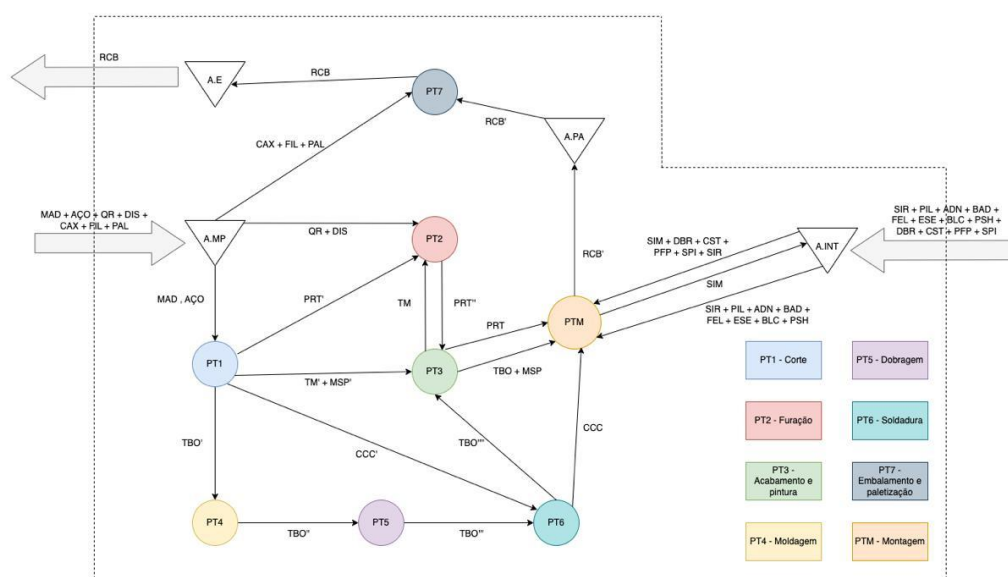 RCB
A.E
RCB
PT7
RCB'
A.PA
CAX + FIL + PAL
MAD + AÇO + QR + DIS +
CAX + FIL + PAL
A.MP
QR + DIS
PT2
SIR + PIL + ADN + BAD +
FEL + ESE + BLC + PSH +
DBR + CST + PFP + SPI
A.INT
SIM + DBR + CST +
PFP + SPI + SIR
RCB'
SIM
MAD , AÇO
PRT'
TM
PRT''
SIR + PIL + ADN + BAD +
FEL + ESE + BLC + PSH
PRT
PTM
PT1
TM' + MSP'
PT3
TBO + MSP
PT1 - Corte
PT5 - Dobragem
TBO'
CCC'
TBO''''
CCC
PT2 - Furação
PT6 - Soldadura
PT3 -
Acabamento e
pintura
PT7 -
Embalamento e
paletização
PT4
TBO''
PT5
TBO'''
PT6
PT4 - Moldagem
PTM - Montagem